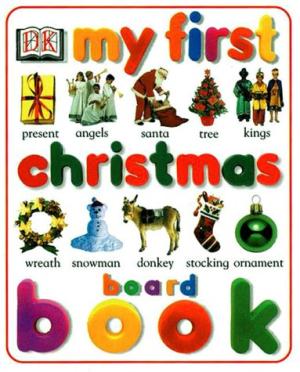 DK my first
present angels santa tree kings
christmas
wreath snowman donkey stocking ornament
board
book